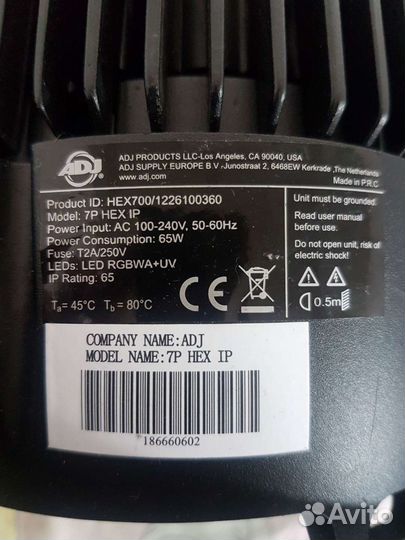 ADJ
ADJ PRODUCTS LLC-Los Angeles, CA 90040, USA
ADJ SUPPLY EUROPE B V -Junostraat 2, 6468EW Kerkrade ,The Netherlands
www.adj.com
Made in P.R.C
Product ID: HEX700/1226100360
Model: 7P HEX IP
Power Input: AC 100-240V, 50-60Hz
Power Consumption: 65W
Fuse: T2A/250V
LEDs: LED RGBWA+UV
IP Rating: 65
Ta= 45°C Tb= 80°C
CE
Unit must be grounded.
Read user manual
before use.
Do not open unit, risk of
electric shock!
0.5m
COMPANY NAME:ADJ
MODEL NAME:7P HEX IP
186660602
Avito